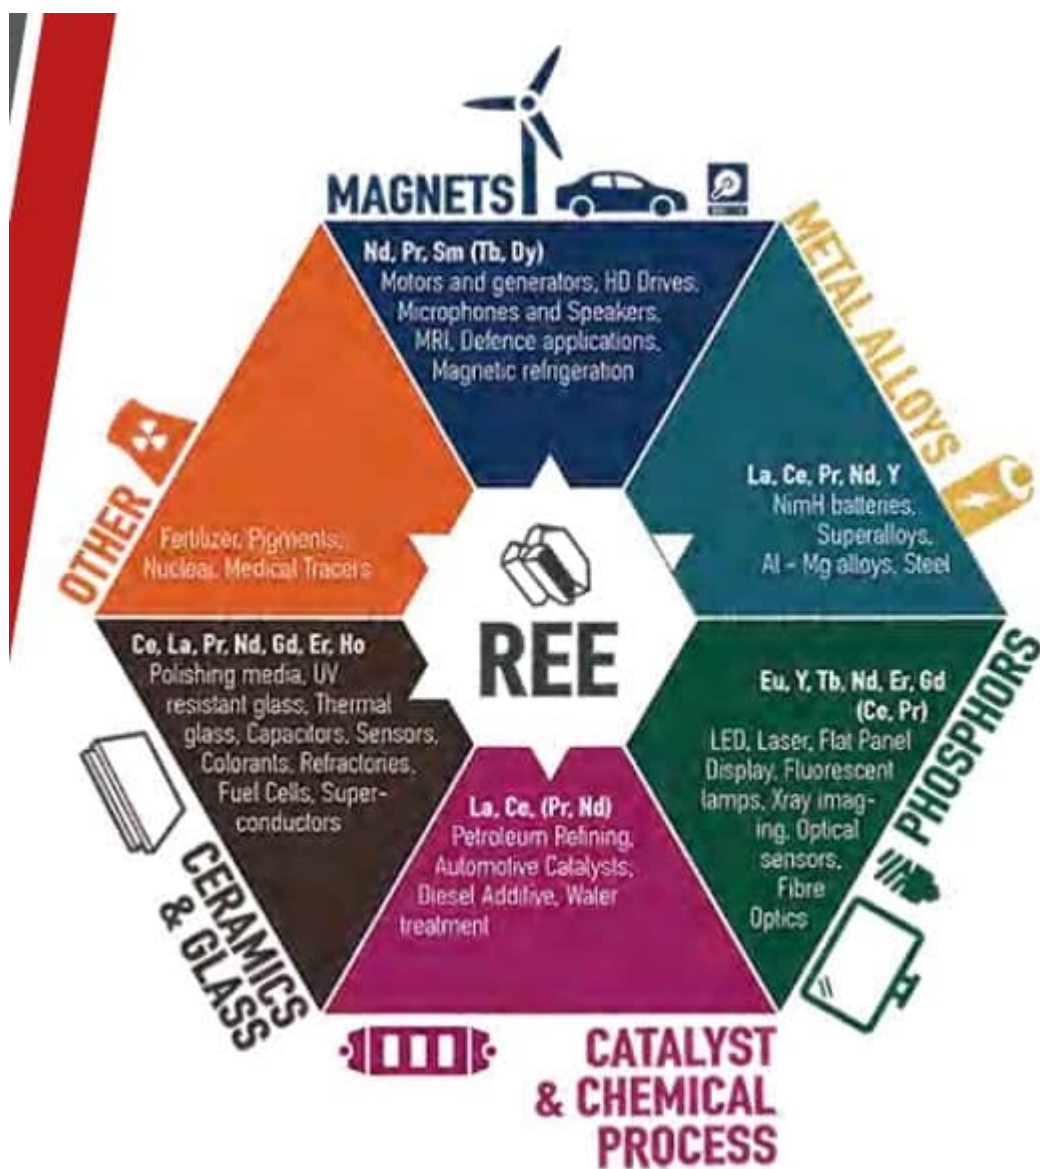 MAGNETS
Nd, Pr, Sm (Tb, Dy)
Motors and generators, HD Drives,
Microphones and Speakers,
MRI, Defence applications,
Magnetic refrigeration
METAL ALLOYS
La, Ce, Pr, Nd, Y
NimH batteries,
Superalloys,
Al - Mg alloys, Steel
OTHER
Fertilizer, Pigments,
Nuclear, Medical Tracers
REE
Ce, La, Pr, Nd, Gd, Er, Ho
Polishing media, UV
resistant glass, Thermal
glass, Capacitors, Sensors,
Colorants, Refractories,
Fuel Cells, Super-
conductors
CERAMICS
& GLASS
Eu, Y, Tb, Nd, Er, Gd
(Ce, Pr)
LED, Laser, Flat Panel
Display, Fluorescent
lamps, Xray imag-
ing, Optical
sensors,
Fibre
Optics
PHOSPHORS
La, Ce, (Pr, Nd)
Petroleum Refining,
Automotive Catalysts,
Diesel Additive, Water
treatment
CATALYST
& CHEMICAL
PROCESS